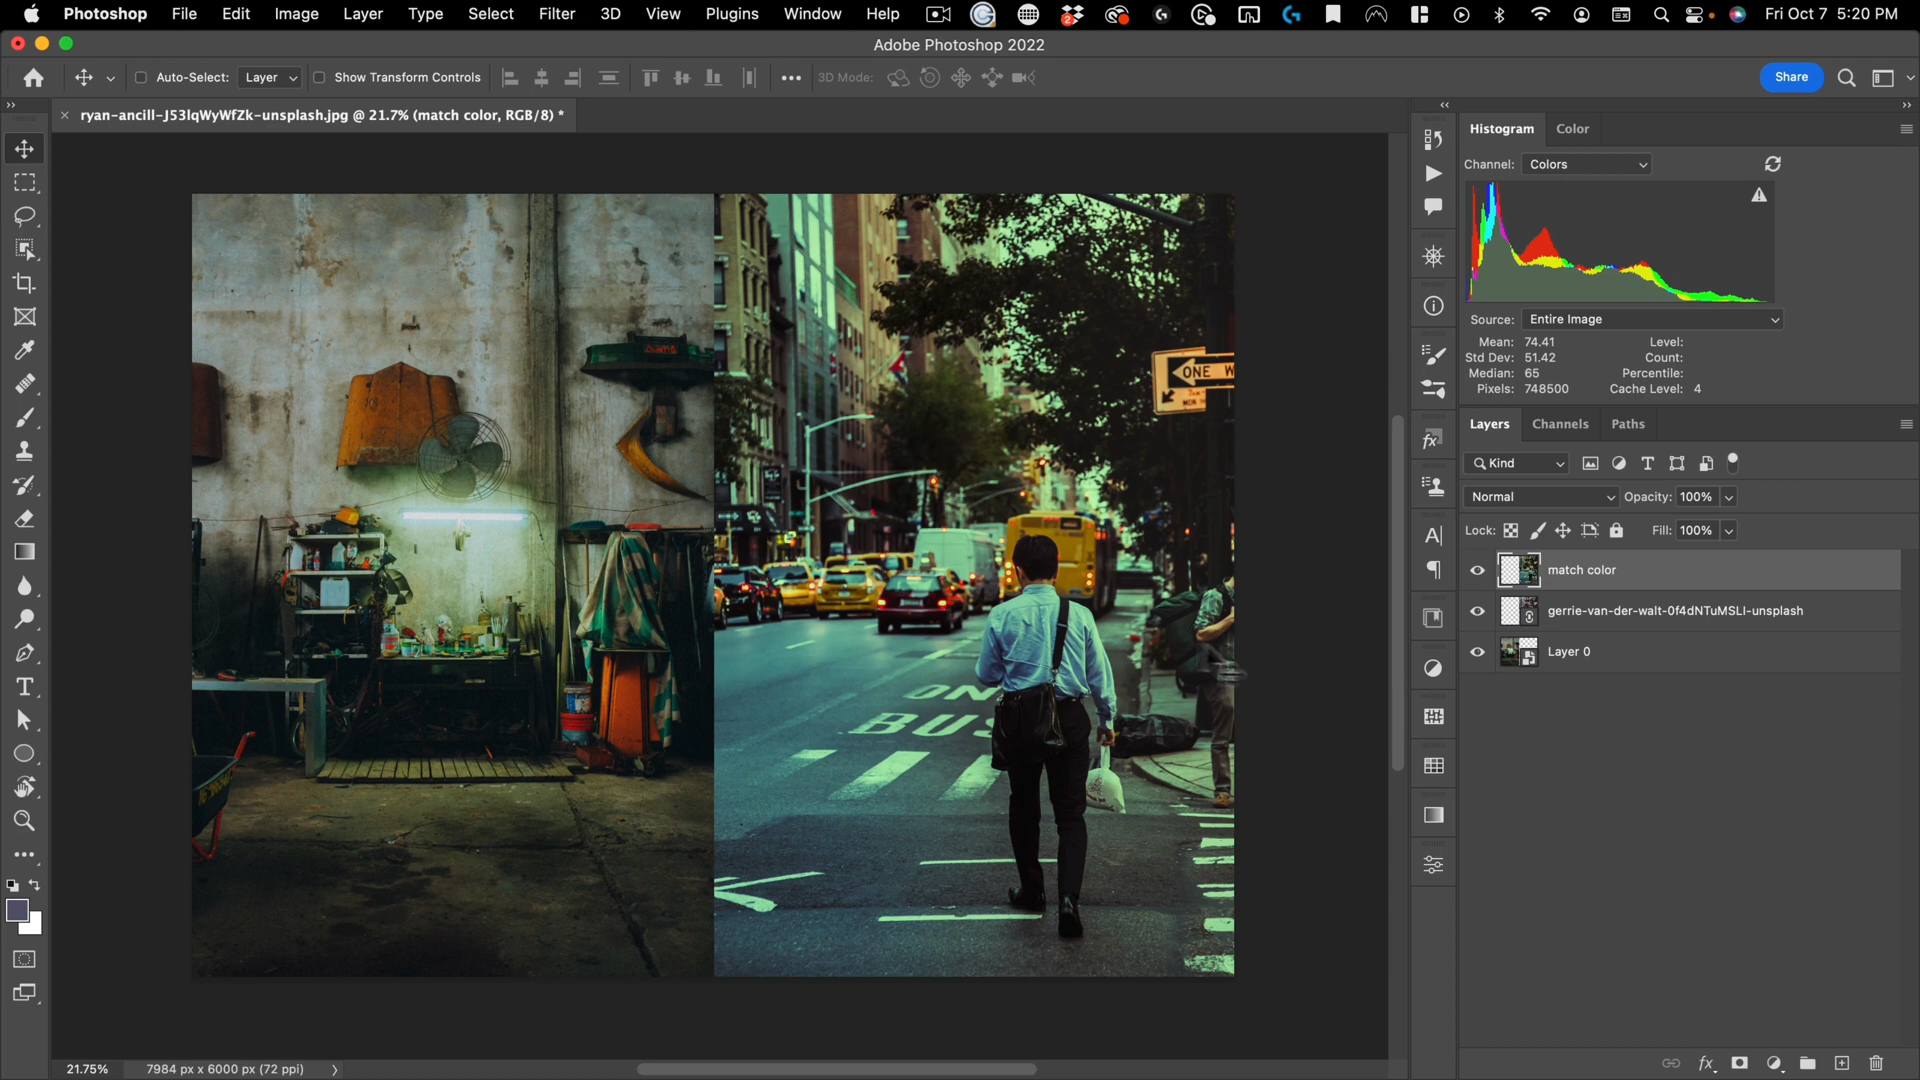 Photoshop File Edit Image Layer Type Select Filter 3D View Plugins Window Help 2 Fri Oct 7 5:20 PM
Adobe Photoshop 2022
Auto-Select: Layer Show Transform Controls 3D Mode: Share
ryan-ancill-J53lqWyWfZk-unsplash.jpg @ 21.7% (match color, RGB/8) *
Histogram Color
Channel: Colors
Source: Entire Image
Mean: 74.41 Level:
Std Dev: 51.42 Count:
Median: 65 Percentile:
Pixels: 748500 Cache Level: 4
Layers Channels Paths
Kind
Normal Opacity: 100%
Lock: Fill: 100%
match color
gerrie-van-der-walt-0f4dNTuMSLI-unsplash
Layer 0
ONE W
ON
BUS
21.75% 7984 px x 6000 px (72 ppi)